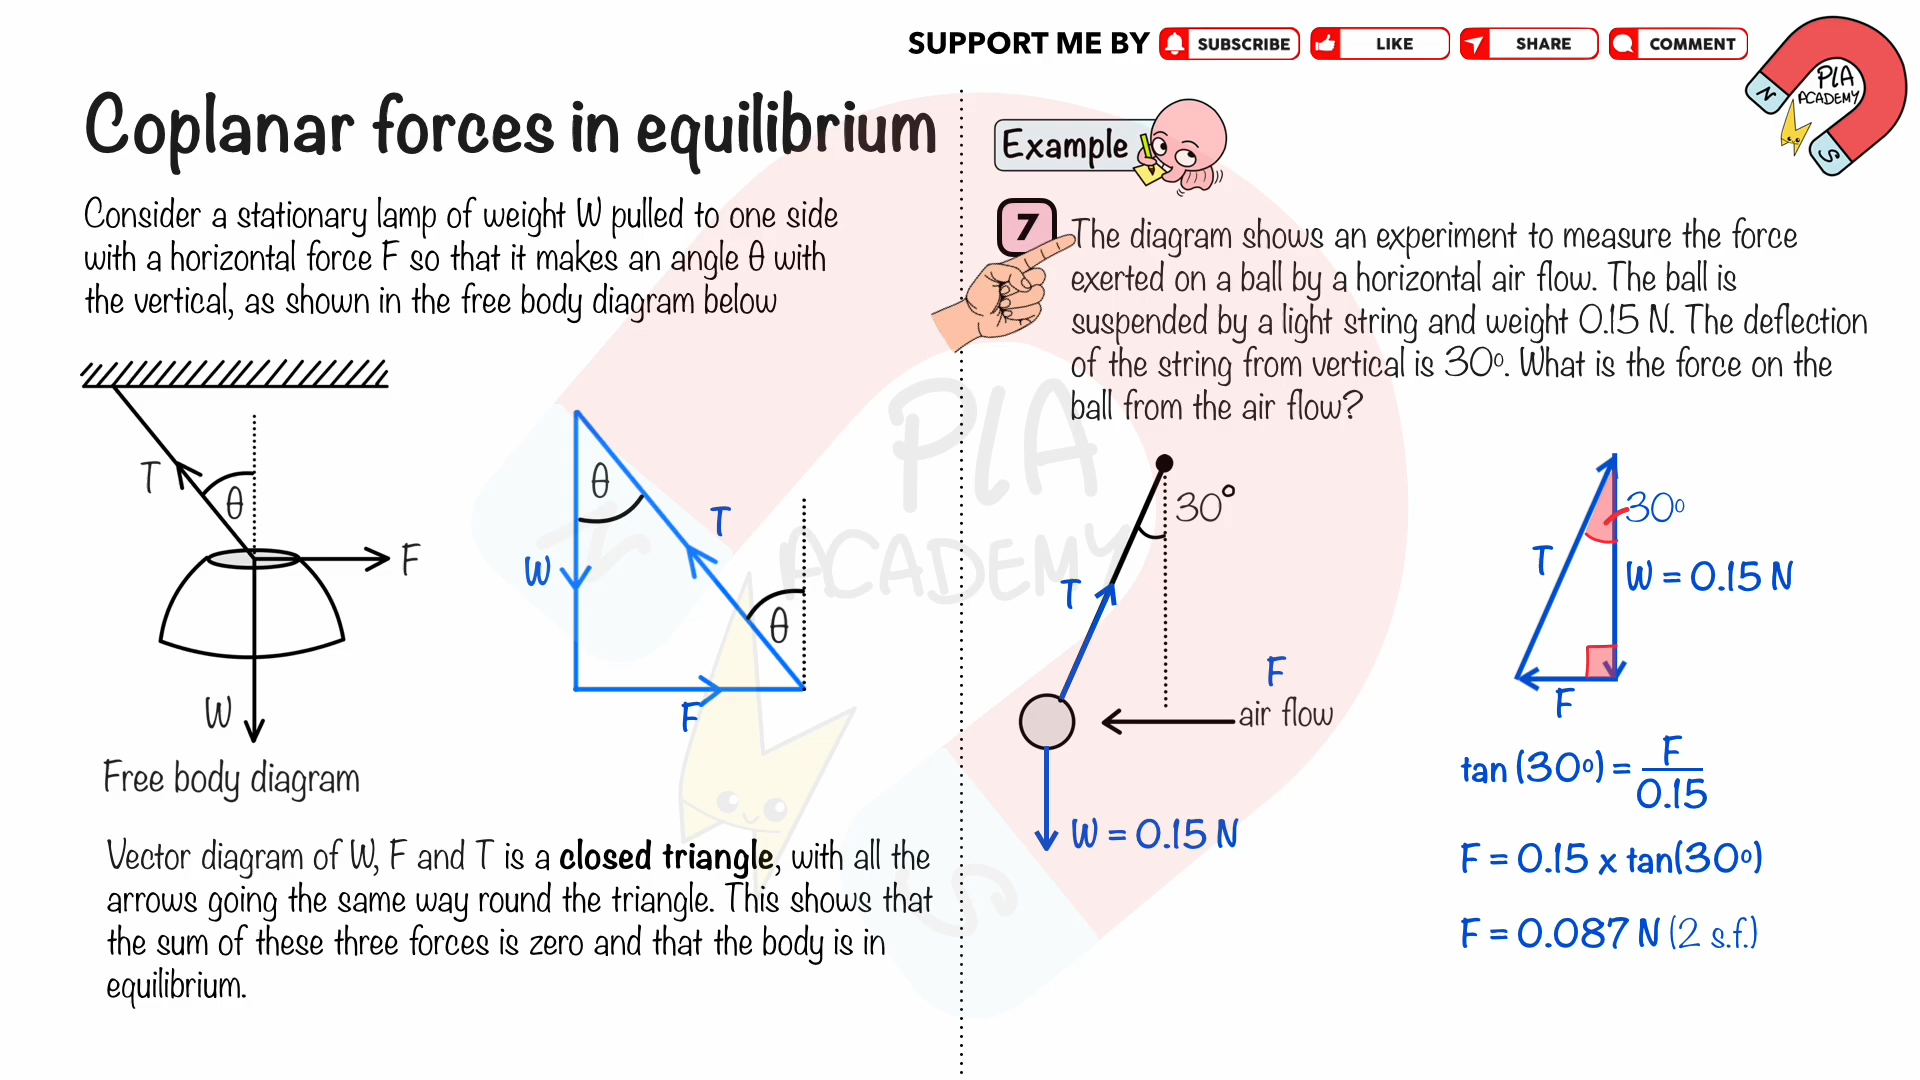 SUPPORT ME BY
SUBSCRIBE
LIKE
SHARE
COMMENT
PLA
ACADEMY
N
S
Coplanar forces in equilibrium
Consider a stationary lamp of weight W pulled to one side
with a horizontal force F so that it makes an angle θ with
the vertical, as shown in the free body diagram below
T
θ
F
W
Free body diagram
θ
T
W
θ
F
Vector diagram of W, F and T is a closed triangle, with all the
arrows going the same way round the triangle. This shows that
the sum of these three forces is zero and that the body is in
equilibrium.
Example
7
The diagram shows an experiment to measure the force
exerted on a ball by a horizontal air flow. The ball is
suspended by a light string and weight 0.15 N. The deflection
of the string from vertical is 30º. What is the force on the
ball from the air flow?
30°
T
F
air flow
W = 0.15 N
30º
T
W = 0.15 N
F
tan (30º) = F
0.15
F = 0.15 x tan(30º)
F = 0.087 N (2 s.f.)
PLA
ACADEMY
N
S